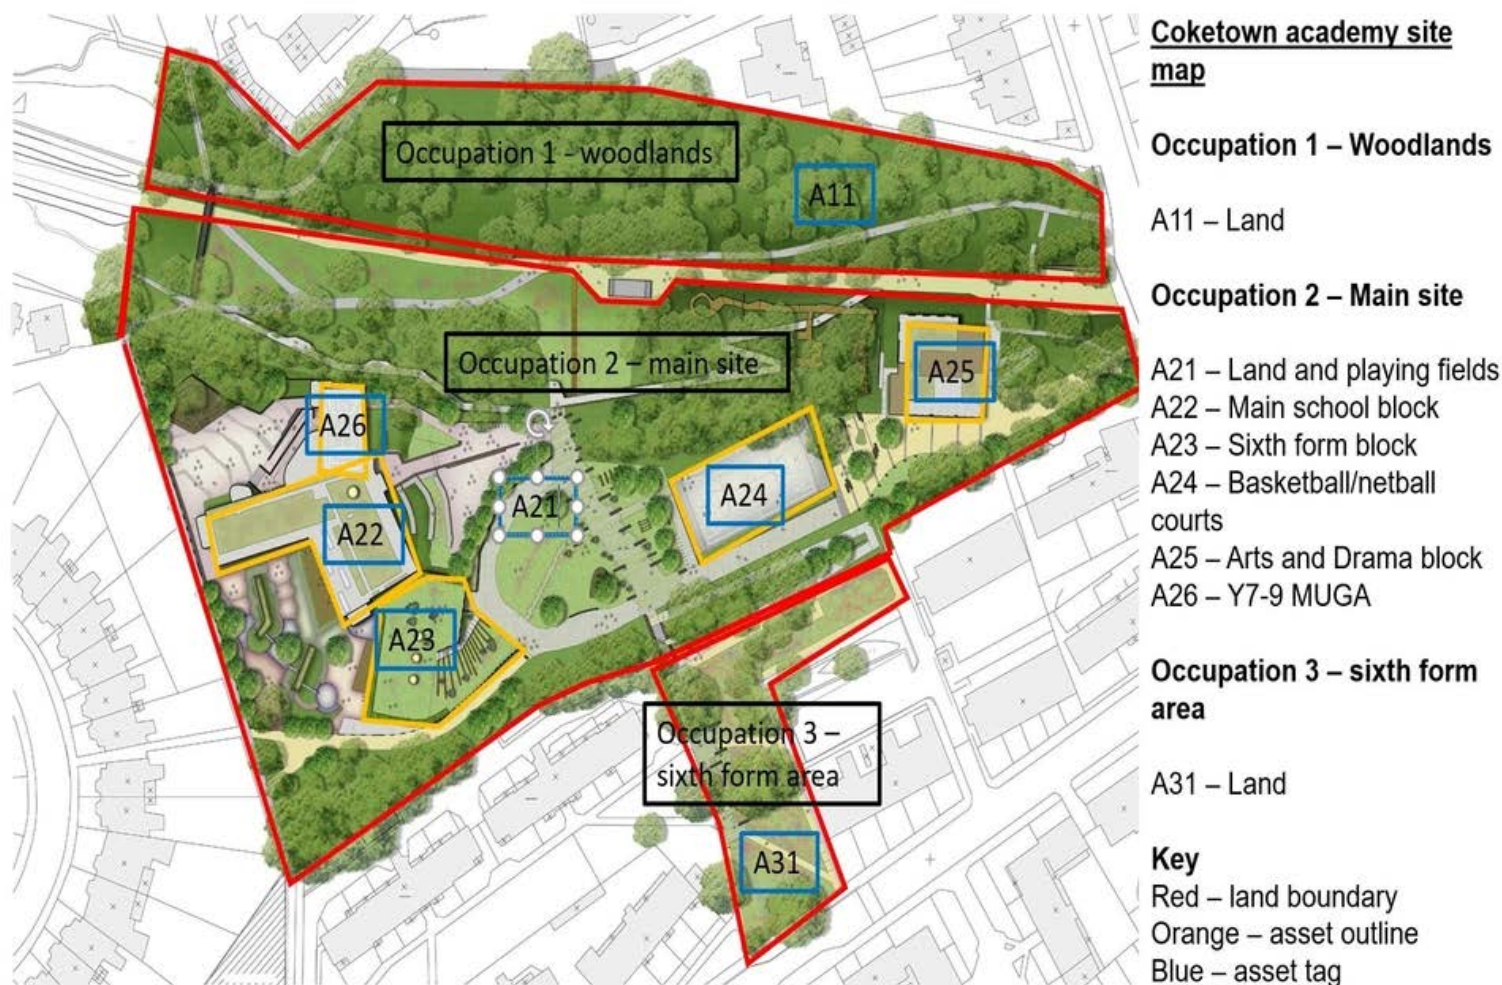 Coketown academy site
map
Occupation 1 – Woodlands
A11 – Land
Occupation 2 – Main site
A21 – Land and playing fields
A22 – Main school block
A23 – Sixth form block
A24 – Basketball/netball
courts
A25 – Arts and Drama block
A26 – Y7-9 MUGA
Occupation 3 – sixth form
area
A31 – Land
Key
Red – land boundary
Orange – asset outline
Blue – asset tag
Occupation 1 - woodlands
A11
Occupation 2 – main site
A25
A26
A24
A21
A22
A23
Occupation 3 –
sixth form area
A31